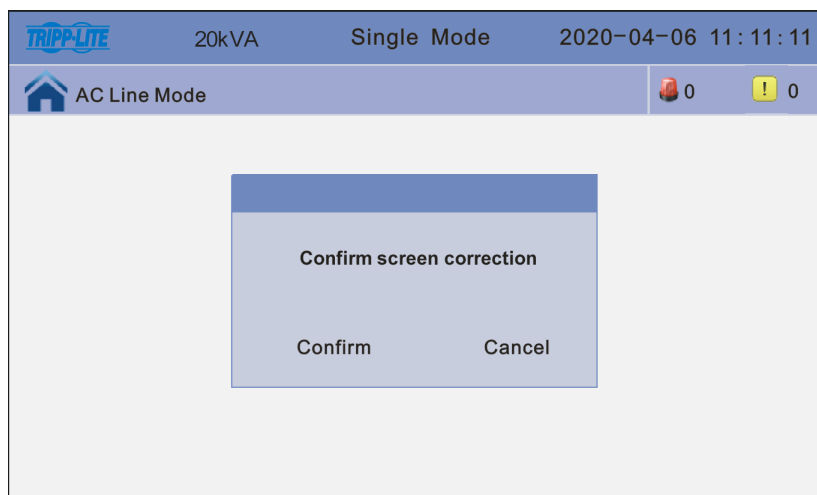 TRIPP·LITE 20kVA Single Mode 2020-04-06 11:11:11
AC Line Mode 0 ! 0
Confirm screen correction
Confirm Cancel